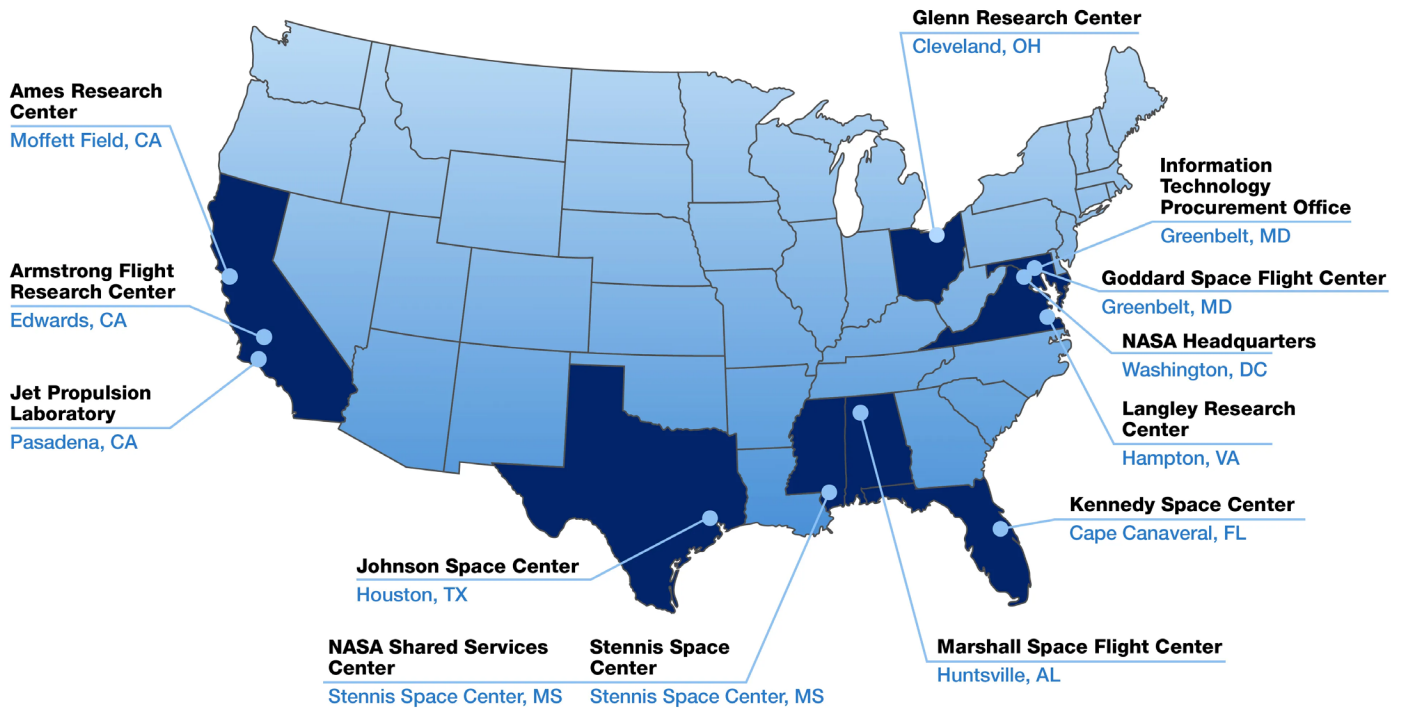 Glenn Research Center
Cleveland, OH
Ames Research
Center
Moffett Field, CA
Information
Technology
Procurement Office
Greenbelt, MD
Armstrong Flight
Research Center
Edwards, CA
Goddard Space Flight Center
Greenbelt, MD
NASA Headquarters
Washington, DC
Jet Propulsion
Laboratory
Pasadena, CA
Langley Research
Center
Hampton, VA
Kennedy Space Center
Cape Canaveral, FL
Johnson Space Center
Houston, TX
NASA Shared Services
Center
Stennis Space Center, MS
Stennis Space
Center
Stennis Space Center, MS
Marshall Space Flight Center
Huntsville, AL